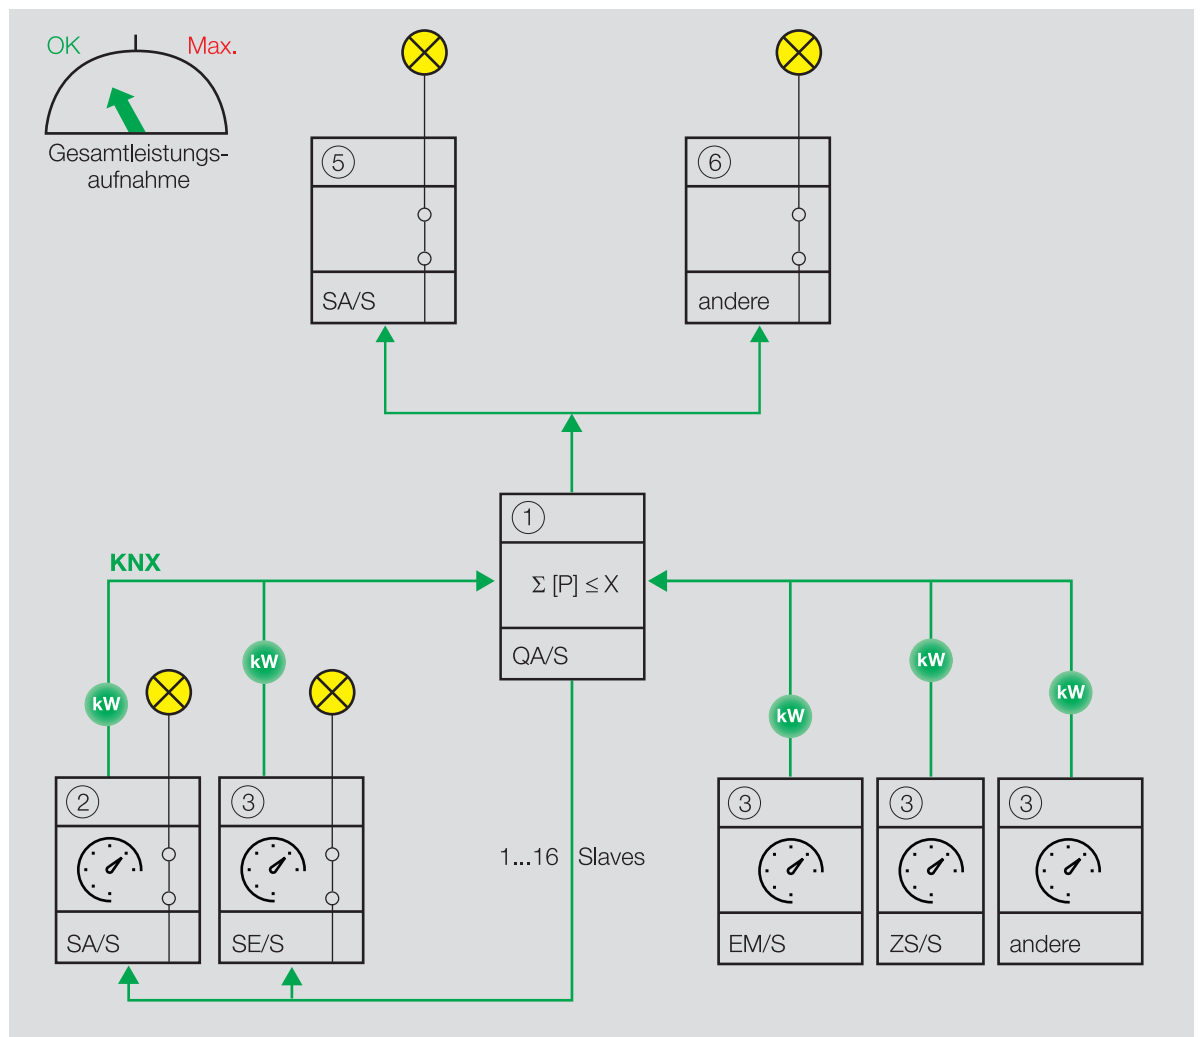 OK Max.
Gesamtleistungs-
aufnahme
5
SA/S
6
andere
1
Σ [P] ≤ X
QA/S
KNX
kW
kW
kW
kW
kW
2
SA/S
3
SE/S
1...16 Slaves
3
EM/S
3
ZS/S
3
andere